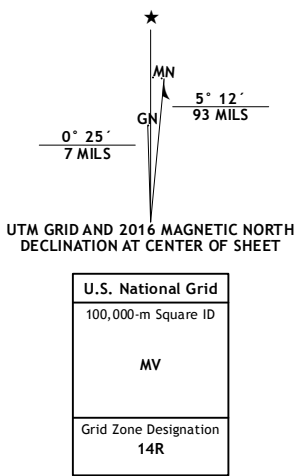 ★
MN
GN
5° 12´
93 MILS
0° 25´
7 MILS
UTM GRID AND 2016 MAGNETIC NORTH
DECLINATION AT CENTER OF SHEET
U.S. National Grid
100,000-m Square ID
MV
Grid Zone Designation
14R